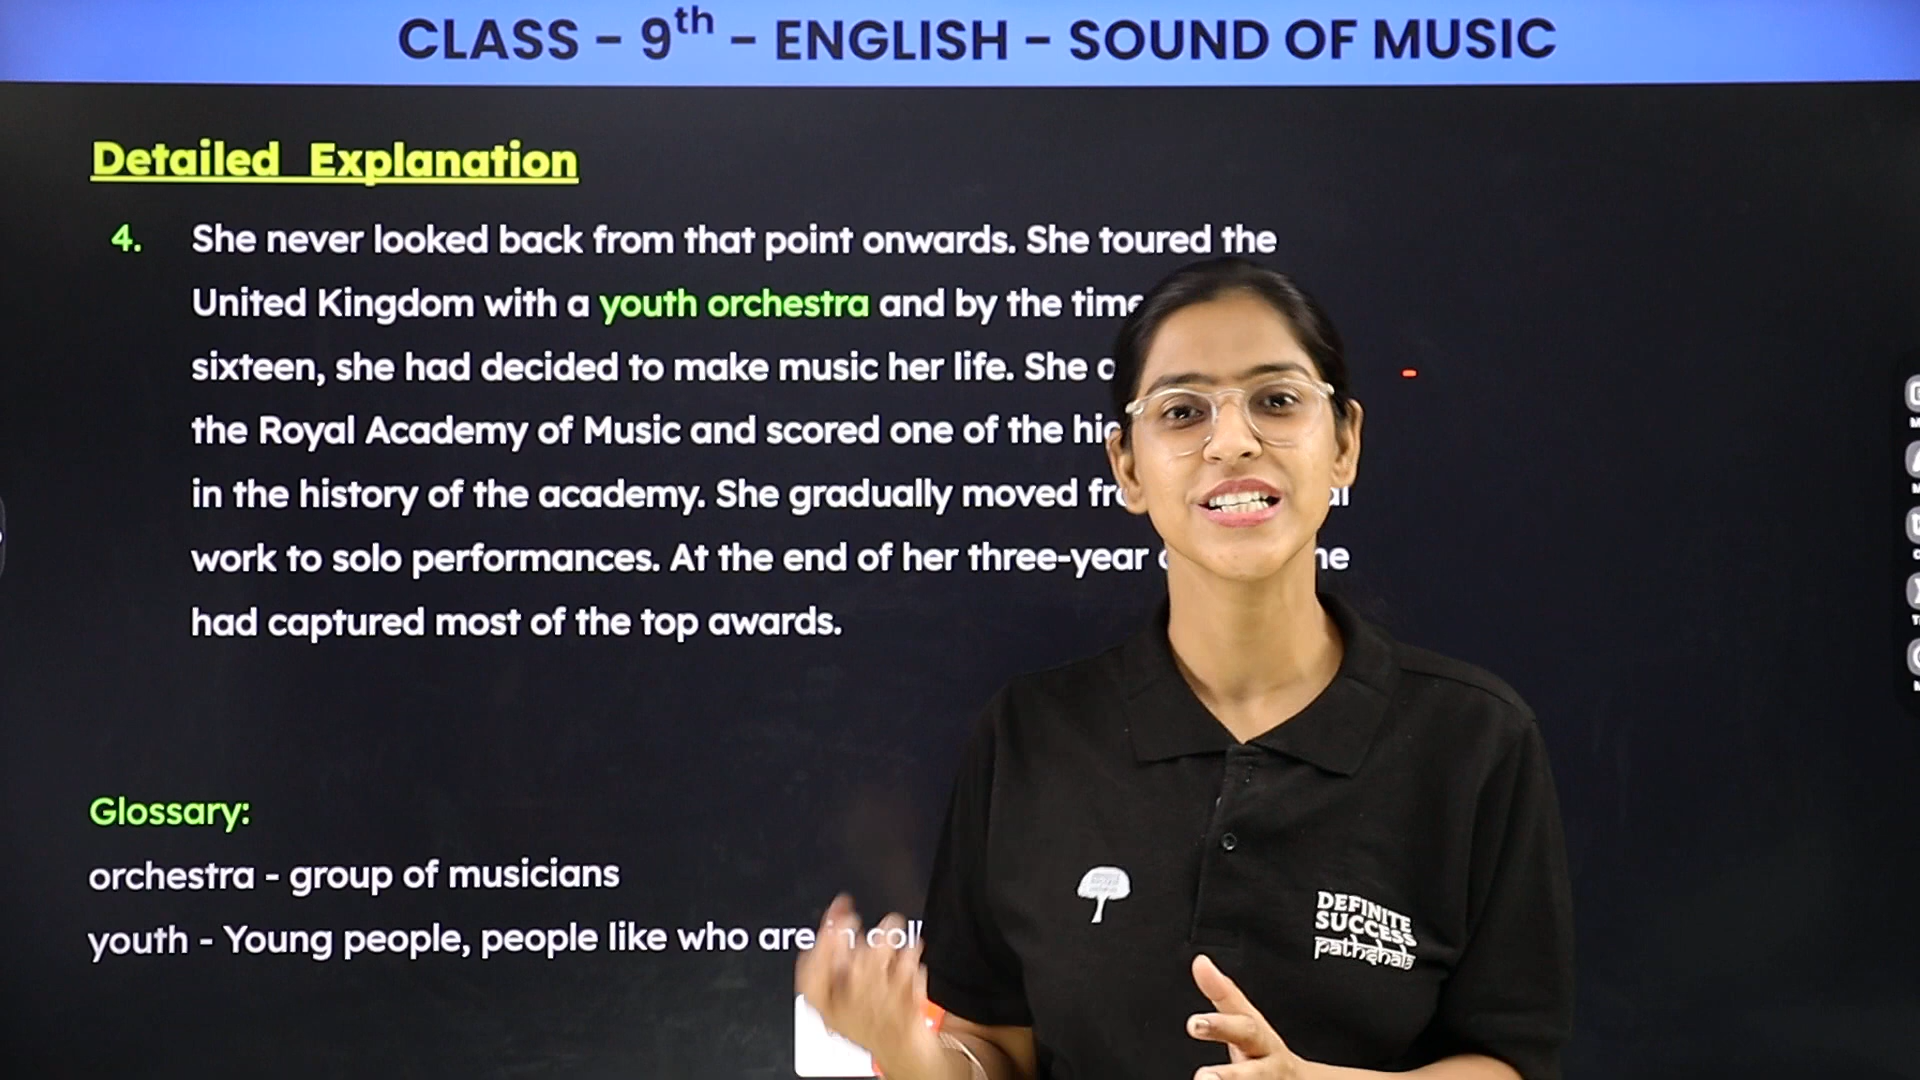 CLASS - 9th - ENGLISH - SOUND OF MUSIC
Detailed Explanation
4. She never looked back from that point onwards. She toured the
United Kingdom with a youth orchestra and by the time
sixteen, she had decided to make music her life. She
the Royal Academy of Music and scored one of the
in the history of the academy. She gradually moved
work to solo performances. At the end of her three-year
had captured most of the top awards.
Glossary:
orchestra - group of musicians
youth - Young people, people like who are in
DEFINITE
SUCCESS
pathshala